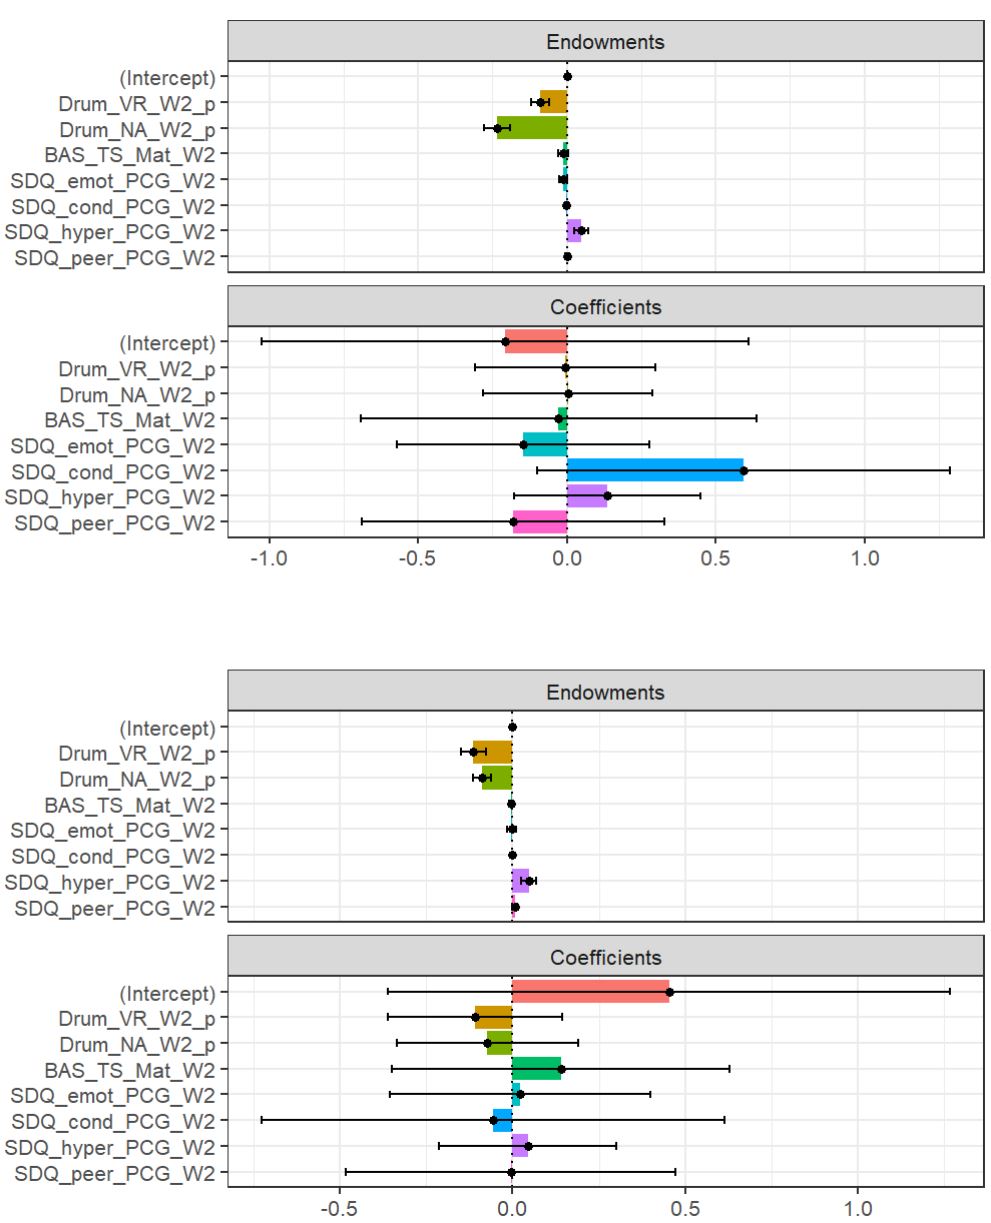 Endowments
(Intercept)
Drum_VR_W2_p
Drum_NA_W2_p
BAS_TS_Mat_W2
SDQ_emot_PCG_W2
SDQ_cond_PCG_W2
SDQ_hyper_PCG_W2
SDQ_peer_PCG_W2
Coefficients
(Intercept)
Drum_VR_W2_p
Drum_NA_W2_p
BAS_TS_Mat_W2
SDQ_emot_PCG_W2
SDQ_cond_PCG_W2
SDQ_hyper_PCG_W2
SDQ_peer_PCG_W2
-1.0 -0.5 0.0 0.5 1.0
Endowments
(Intercept)
Drum_VR_W2_p
Drum_NA_W2_p
BAS_TS_Mat_W2
SDQ_emot_PCG_W2
SDQ_cond_PCG_W2
SDQ_hyper_PCG_W2
SDQ_peer_PCG_W2
Coefficients
(Intercept)
Drum_VR_W2_p
Drum_NA_W2_p
BAS_TS_Mat_W2
SDQ_emot_PCG_W2
SDQ_cond_PCG_W2
SDQ_hyper_PCG_W2
SDQ_peer_PCG_W2
-0.5 0.0 0.5 1.0